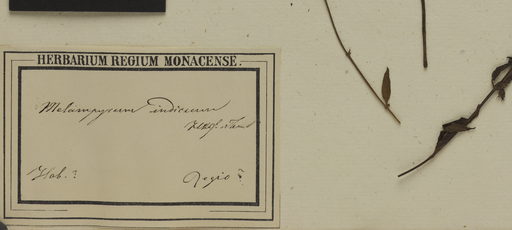 HERBARIUM REGIUM MONACENSE.
Melampyrum indicum
Hab. ? Regio ?